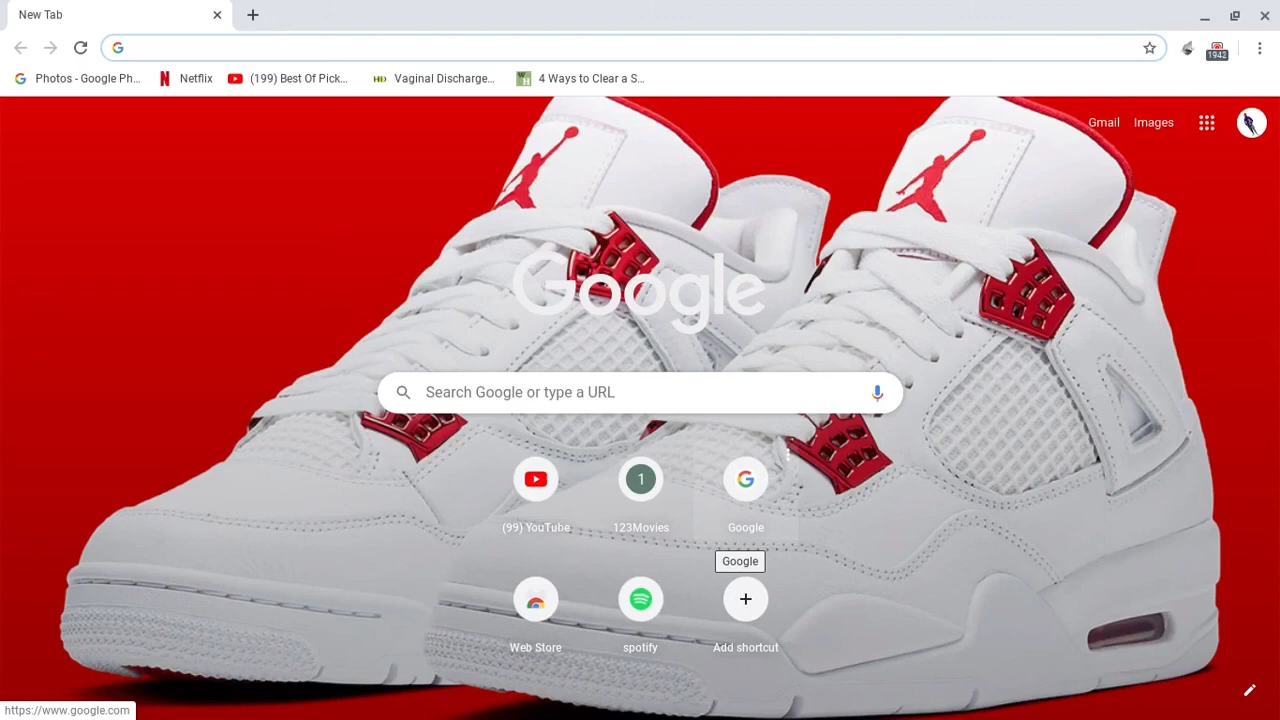 New Tab
1942
Photos - Google Ph...
Netflix
(199) Best Of Pick...
Vaginal Discharge...
4 Ways to Clear a S...
Gmail
Images
Google
Search Google or type a URL
(99) YouTube
1
123Movies
Google
Google
Web Store
spotify
Add shortcut
https://www.google.com